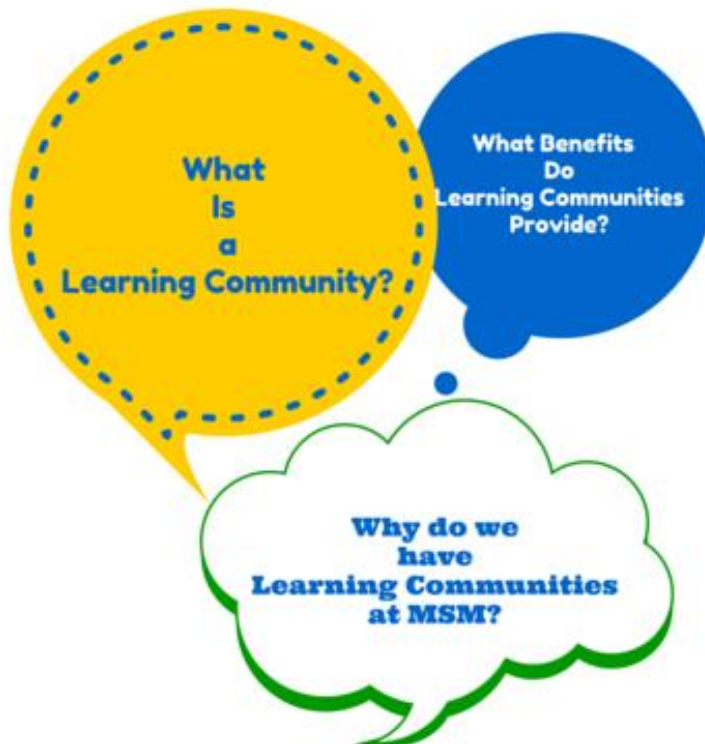 What
Is
a
Learning Community?
What Benefits
Do
Learning Communities
Provide?
Why do we
have
Learning Communities
at MSM?